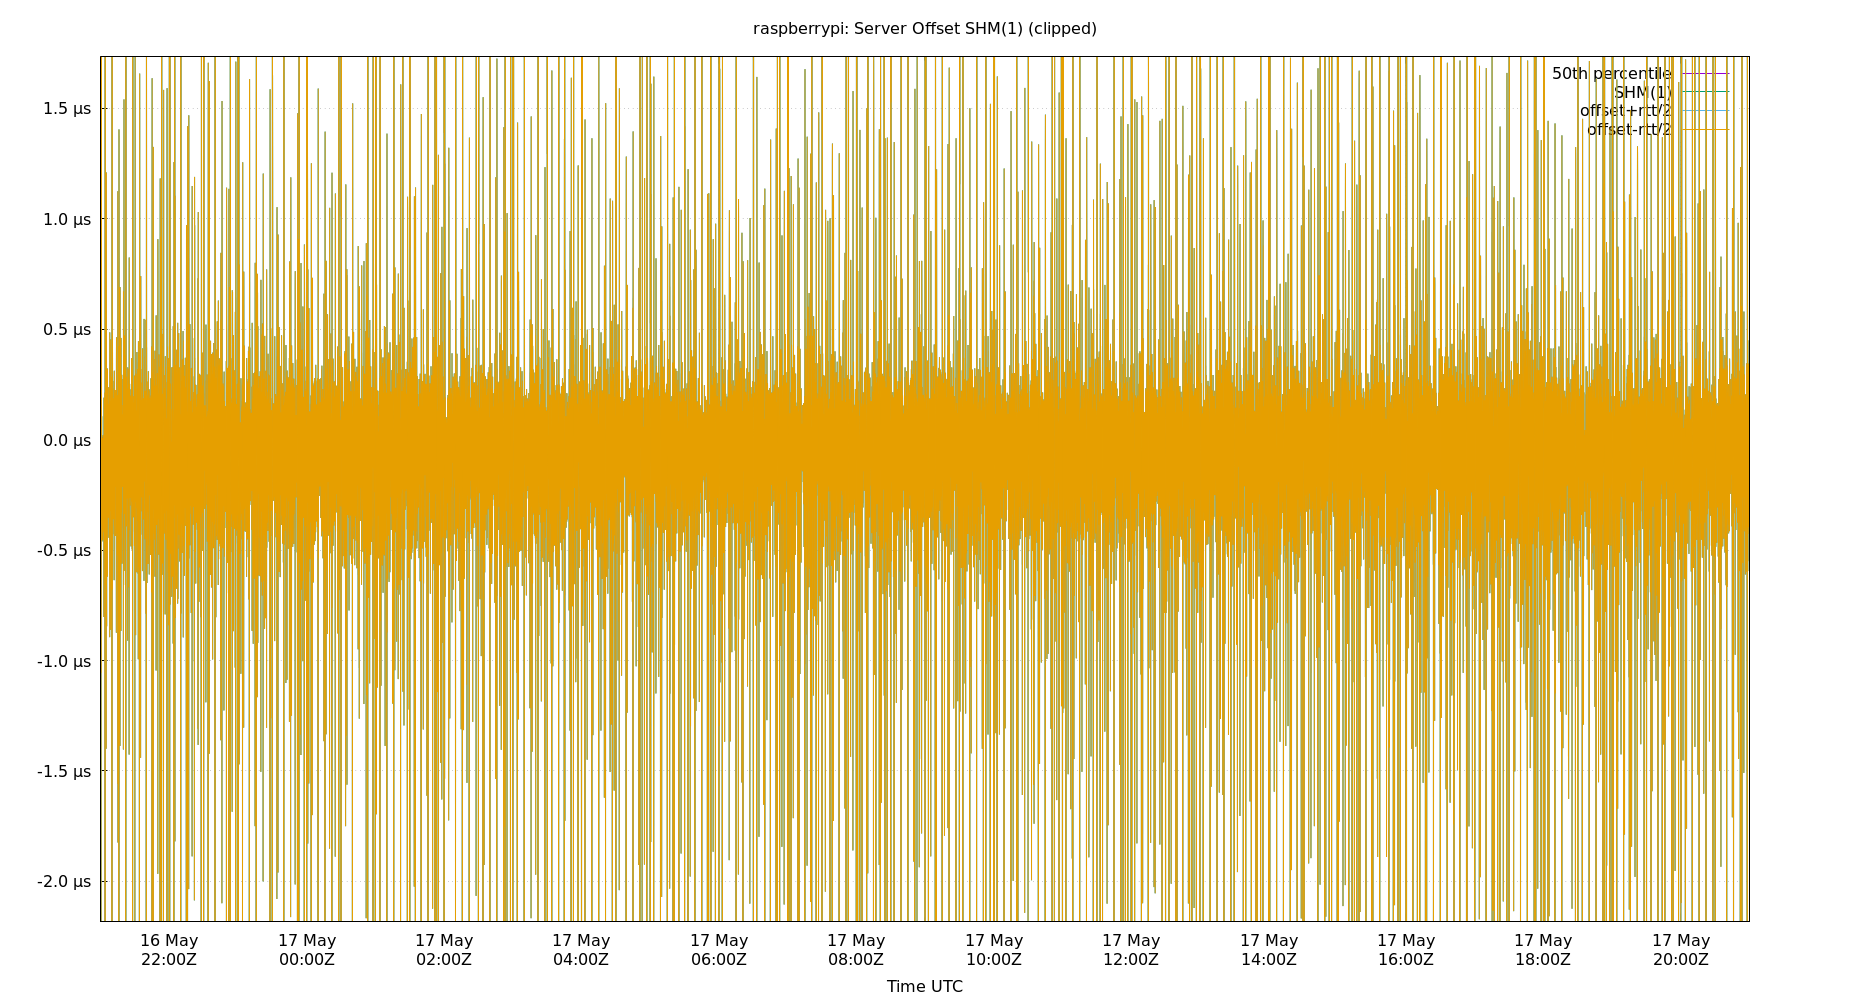 raspberrypi: Server Offset SHM(1) (clipped)
50th percentile
SHM(1)
offset+rtt/2
offset-rtt/2
1.5 µs
1.0 µs
0.5 µs
0.0 µs
-0.5 µs
-1.0 µs
-1.5 µs
-2.0 µs
16 May 17 May 17 May 17 May 17 May 17 May 17 May 17 May 17 May 17 May 17 May 17 May
22:00Z 00:00Z 02:00Z 04:00Z 06:00Z 08:00Z 10:00Z 12:00Z 14:00Z 16:00Z 18:00Z 20:00Z
Time UTC